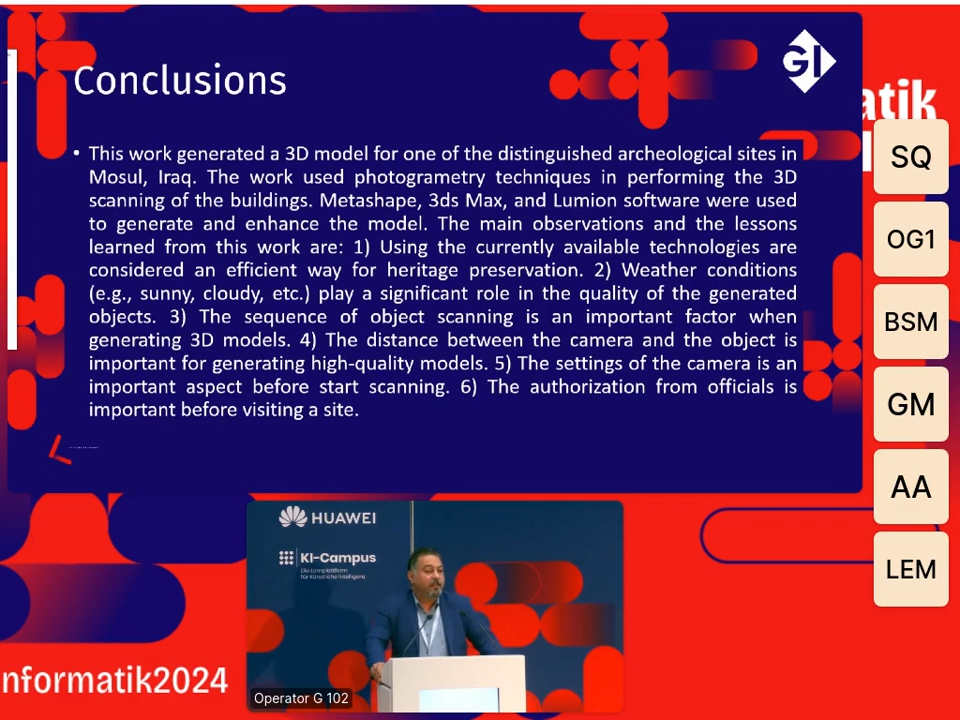 Conclusions
GI
atik
• This work generated a 3D model for one of the distinguished archeological sites in
Mosul, Iraq. The work used photogrametry techniques in performing the 3D
scanning of the buildings. Metashape, 3ds Max, and Lumion software were used
to generate and enhance the model. The main observations and the lessons
learned from this work are: 1) Using the currently available technologies are
considered an efficient way for heritage preservation. 2) Weather conditions
(e.g., sunny, cloudy, etc.) play a significant role in the quality of the generated
objects. 3) The sequence of object scanning is an important factor when
generating 3D models. 4) The distance between the camera and the object is
important for generating high-quality models. 5) The settings of the camera is an
important aspect before start scanning. 6) The authorization from officials is
important before visiting a site.
SQ
OG1
BSM
GM
AA
LEM
HUAWEI
KI-Campus
Die Lernplattform
für Künstliche Intelligenz
Operator G 102
nformatik2024